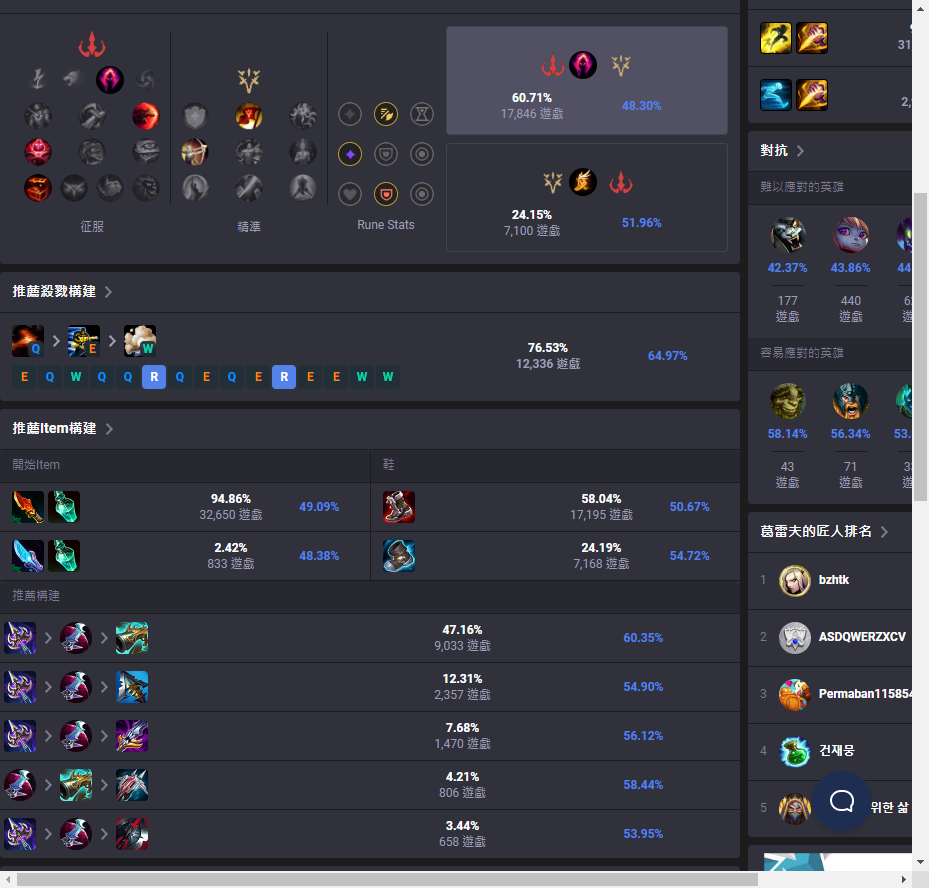 60.71%
17,846 遊戲
48.30%
24.15%
7,100 遊戲
51.96%
征服
精準
Rune Stats
推薦殺戮構建
Q
E
W
76.53%
12,336 遊戲
64.97%
E Q W Q Q R Q E Q E R E E W W
推薦Item構建
開始Item
鞋
94.86%
32,650 遊戲
49.09%
58.04%
17,195 遊戲
50.67%
2.42%
833 遊戲
48.38%
24.19%
7,168 遊戲
54.72%
推薦構建
47.16%
9,033 遊戲
60.35%
12.31%
2,357 遊戲
54.90%
7.68%
1,470 遊戲
56.12%
4.21%
806 遊戲
58.44%
3.44%
658 遊戲
53.95%
31
2,
對抗
難以應對的英雄
42.37%
43.86%
44
177
440
遊戲
遊戲
容易應對的英雄
58.14%
56.34%
53.
43
71
遊戲
遊戲
葛雷夫的匠人排名
1 bzhtk
2 ASDQWERZXCV
3 Permaban115854
4 건재몽
5 위한 삶